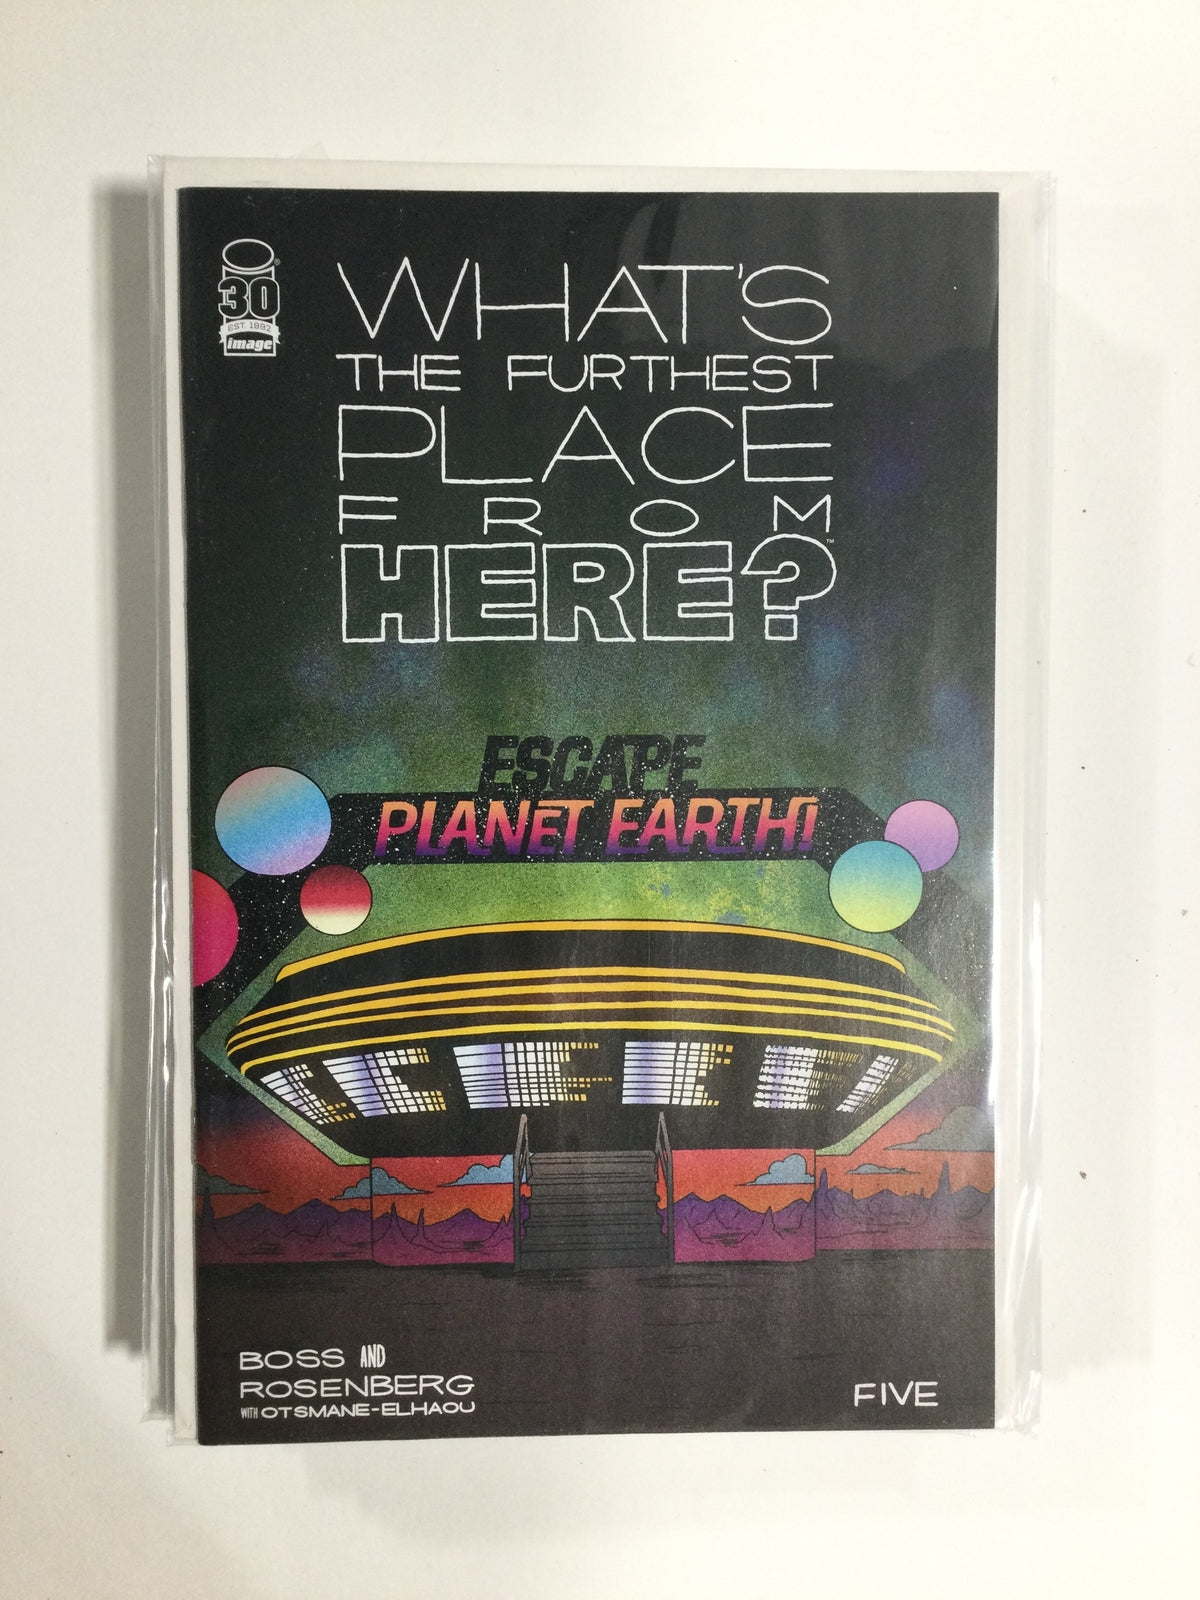 30
EST. 1992
image
WHAT'S
THE FURTHEST
PLACE
FROM
HERE?
™
ESCAPE
PLANET EARTH!
BOSS AND
ROSENBERG
WITH OTSMANE-ELHAOU
FIVE